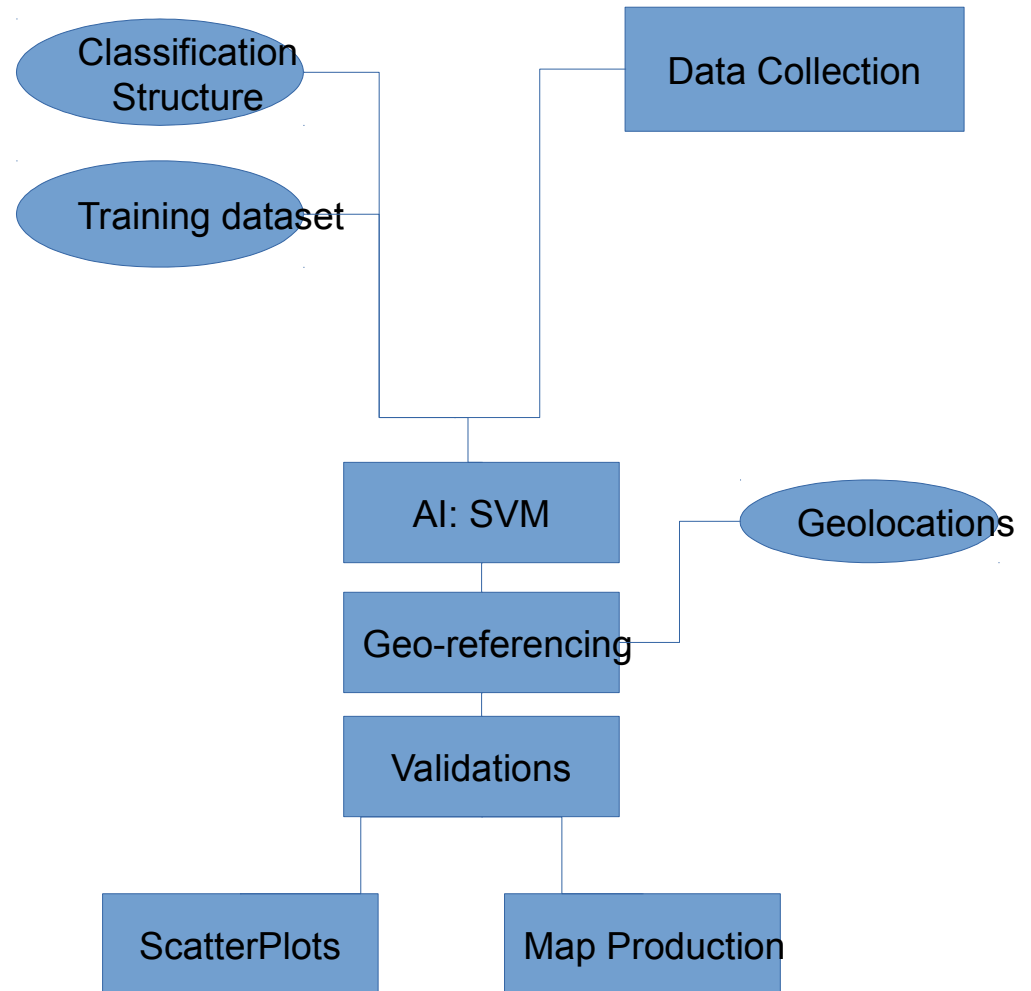 Classification
Structure
Data Collection
Training dataset
AI: SVM
Geolocations
Geo-referencing
Validations
ScatterPlots
Map Production